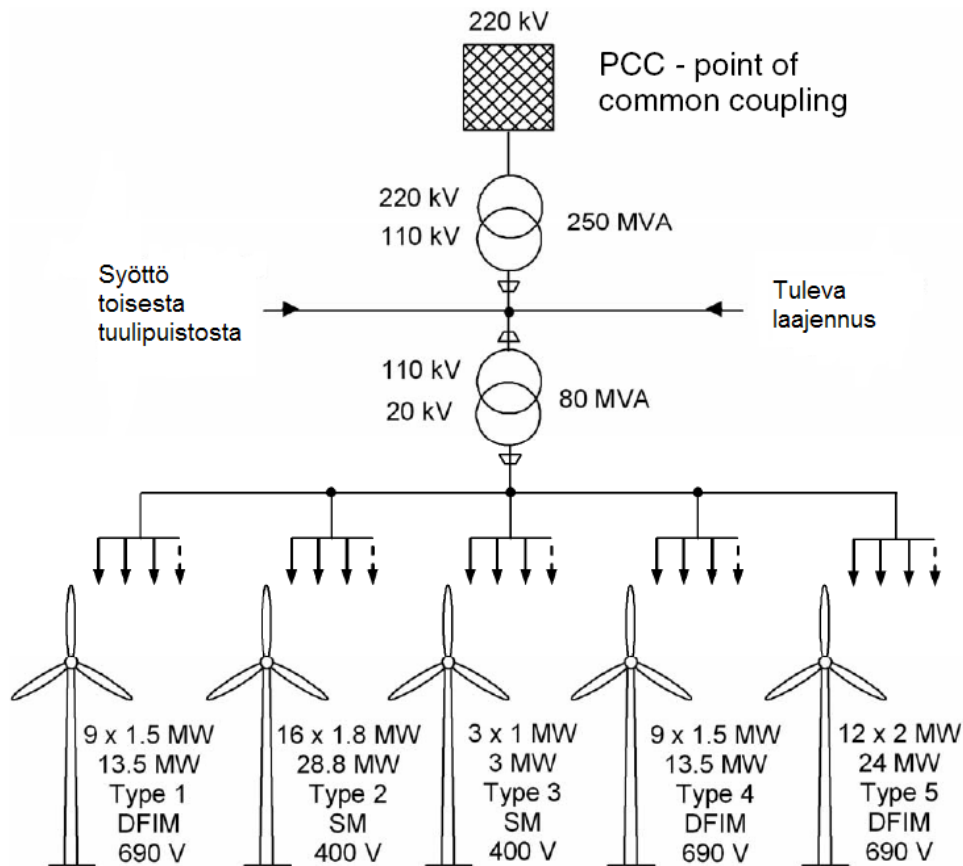 220 kV
PCC - point of
common coupling
220 kV
110 kV
250 MVA
Syöttö
toisesta
tuulipuistosta
Tuleva
laajennus
110 kV
20 kV
80 MVA
9 x 1.5 MW
13.5 MW
Type 1
DFIM
690 V
16 x 1.8 MW
28.8 MW
Type 2
SM
400 V
3 x 1 MW
3 MW
Type 3
SM
400 V
9 x 1.5 MW
13.5 MW
Type 4
DFIM
690 V
12 x 2 MW
24 MW
Type 5
DFIM
690 V